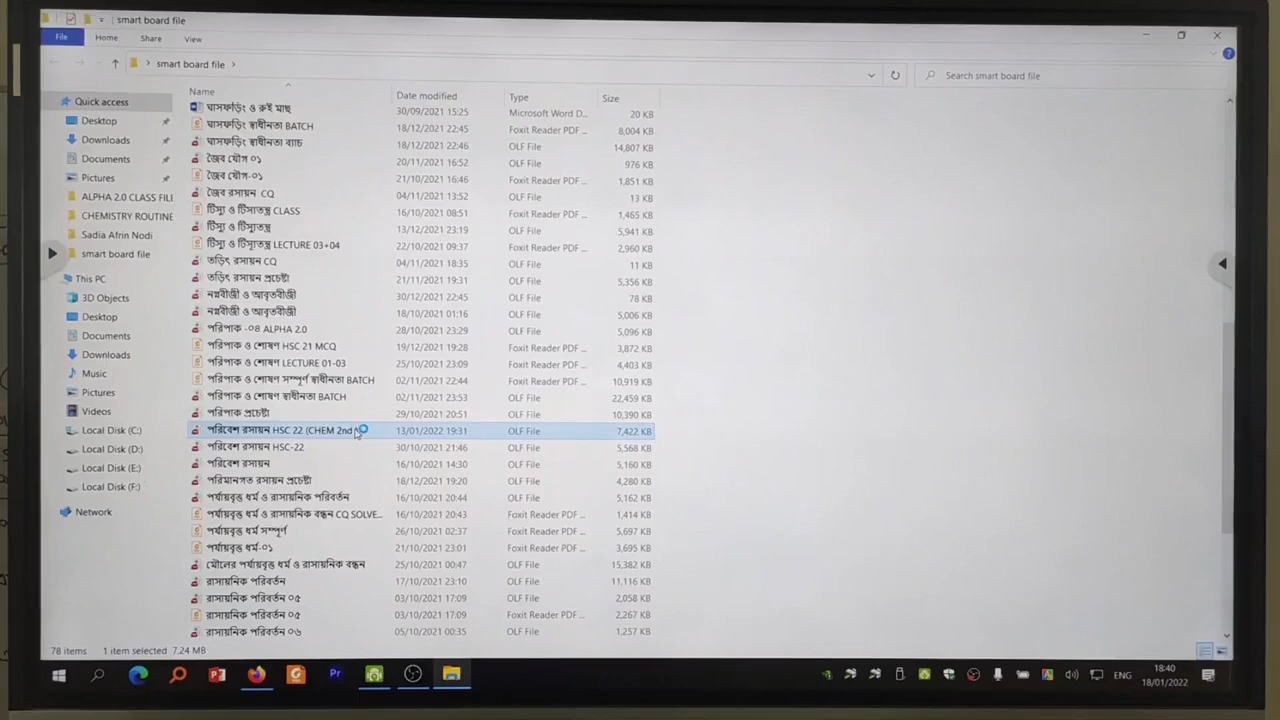 smart board file
File Home Share View
smart board file
Search smart board file
Name Date modified Type Size
Quick access
Desktop
Downloads
Documents
Pictures
ALPHA 2.0 CLASS FILE
CHEMISTRY ROUTINE
Sadia Afrin Nodi
smart board file
This PC
3D Objects
Desktop
Documents
Downloads
Music
Pictures
Videos
Local Disk (C:)
Local Disk (D:)
Local Disk (E:)
Local Disk (F:)
Network
ঘাসফড়িং ও রুই মাছ 30/09/2021 15:25 Microsoft Word D... 20 KB
ঘাসফড়িং স্বাধীনতা BATCH 18/12/2021 22:45 Foxit Reader PDF ... 8,004 KB
ঘাসফড়িং স্বাধীনতা ব্যাচ 18/12/2021 22:46 OLF File 14,807 KB
জৈব যৌগ ০১ 20/11/2021 16:52 OLF File 976 KB
জৈব যৌগ-০১ 21/10/2021 16:46 Foxit Reader PDF ... 1,851 KB
জৈব রসায়ন CQ 04/11/2021 13:52 OLF File 13 KB
টিস্যু ও টিস্যুতন্ত্র CLASS 16/10/2021 08:51 Foxit Reader PDF ... 1,465 KB
টিস্যু ও টিস্যুতন্ত্র 13/12/2021 23:19 OLF File 5,941 KB
টিস্যু ও টিস্যুতন্ত্র LECTURE 03+04 22/10/2021 09:37 Foxit Reader PDF ... 2,960 KB
তড়িৎ রসায়ন CQ 04/11/2021 18:35 OLF File 11 KB
তড়িৎ রসায়ন প্রচেষ্টা 21/11/2021 19:31 OLF File 5,356 KB
নগ্নবীজী ও আবৃতবীজী 30/12/2021 22:45 OLF File 78 KB
নগ্নবীজী ও আবৃতবীজী 18/10/2021 01:16 OLF File 5,006 KB
পরিপাক -০৪ ALPHA 2.0 28/10/2021 23:29 OLF File 5,096 KB
পরিপাক ও শোষণ HSC 21 MCQ 19/12/2021 19:28 Foxit Reader PDF ... 3,872 KB
পরিপাক ও শোষণ LECTURE 01-03 25/10/2021 23:09 Foxit Reader PDF ... 4,403 KB
পরিপাক ও শোষণ সম্পূর্ণ স্বাধীনতা BATCH 02/11/2021 22:44 Foxit Reader PDF ... 10,919 KB
পরিপাক ও শোষণ স্বাধীনতা BATCH 02/11/2021 23:53 OLF File 22,459 KB
পরিপাক প্রচেষ্টা 29/10/2021 20:51 OLF File 10,390 KB
পরিবেশ রসায়ন HSC 22 (CHEM 2nd 13/01/2022 19:31 OLF File 7,422 KB
পরিবেশ রসায়ন HSC-22 30/10/2021 21:46 OLF File 5,568 KB
পরিবেশ রসায়ন 16/10/2021 14:30 OLF File 5,160 KB
পরিমানগত রসায়ন প্রচেষ্টা 18/12/2021 19:20 OLF File 4,280 KB
পর্যায়বৃত্ত ধর্ম ও রাসায়নিক পরিবর্তন 16/10/2021 20:44 OLF File 5,162 KB
পর্যায়বৃত্ত ধর্ম ও রাসায়নিক বন্ধন CQ SOLVE... 16/10/2021 20:43 Foxit Reader PDF ... 1,414 KB
পর্যায়বৃত্ত ধর্ম সম্পূর্ণ 26/10/2021 02:37 Foxit Reader PDF ... 5,697 KB
পর্যায়বৃত্ত ধর্ম-০১ 21/10/2021 23:01 Foxit Reader PDF ... 3,695 KB
মৌলের পর্যায়বৃত্ত ধর্ম ও রাসায়নিক বন্ধন 25/10/2021 00:47 OLF File 15,382 KB
রাসায়নিক পরিবর্তন 17/10/2021 23:10 OLF File 11,116 KB
রাসায়নিক পরিবর্তন ০৫ 03/10/2021 17:09 OLF File 2,058 KB
রাসায়নিক পরিবর্তন ০৫ 03/10/2021 17:09 Foxit Reader PDF ... 2,267 KB
রাসায়নিক পরিবর্তন ০৬ 05/10/2021 00:35 OLF File 1,257 KB
78 items 1 item selected 7.24 MB
Pr
ENG
18:40
18/01/2022